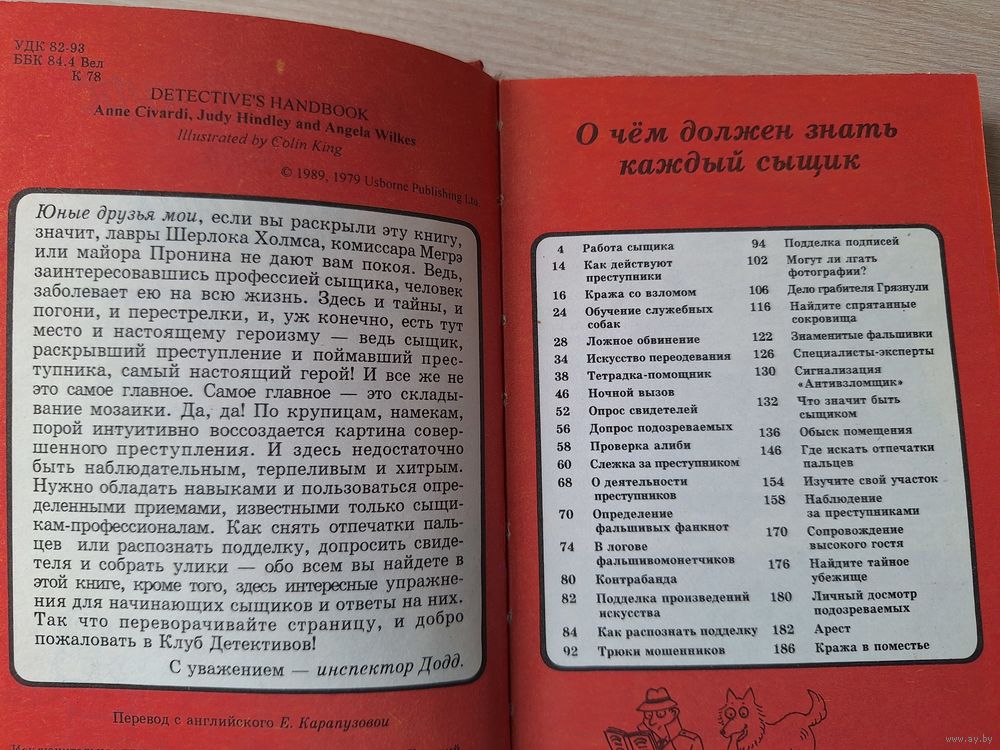 УДК 82-93
ББК 84.4 Вел
К 78
DETECTIVE'S HANDBOOK
Anne Civardi, Judy Hindley and Angela Wilkes
Illustrated by Colin King
© 1989, 1979 Usborne Publishing Ltd
Юные друзья мои, если вы раскрыли эту книгу,
значит, лавры Шерлока Холмса, комиссара Мегрэ
или майора Пронина не дают вам покоя. Ведь,
заинтересовавшись профессией сыщика, человек
заболевает ею на всю жизнь. Здесь и тайны, и
погони, и перестрелки, и, уж конечно, есть тут
место и настоящему героизму — ведь сыщик,
раскрывший преступление и поймавший прес-
тупника, самый настоящий герой! И все же не
это самое главное. Самое главное — это склады-
вание мозаики. Да, да! По крупицам, намекам,
порой интуитивно воссоздается картина совер-
шенного преступления. И здесь недостаточно
быть наблюдательным, терпеливым и хитрым.
Нужно обладать навыками и пользоваться опре-
деленными приемами, известными только сыщи-
кам-профессионалам. Как снять отпечатки паль-
цев или распознать подделку, допросить свиде-
теля и собрать улики — обо всем вы найдете в
этой книге, кроме того, здесь интересные упражне-
ния для начинающих сыщиков и ответы на них.
Так что переворачивайте страницу, и добро
пожаловать в Клуб Детективов!
С уважением — инспектор Додд.
Перевод с английского Е. Карапузовой
О чём должен знать
каждый сыщик
4 Работа сыщика
14 Как действуют
преступники
16 Кража со взломом
24 Обучение служебных
собак
28 Ложное обвинение
34 Искусство переодевания
38 Тетрадка-помощник
46 Ночной вызов
52 Опрос свидетелей
56 Допрос подозреваемых
58 Проверка алиби
60 Слежка за преступником
68 О деятельности
преступников
70 Определение
фальшивых фанкнот
74 В логове
фальшивомонетчиков
80 Контрабанда
82 Подделка произведений
искусства
84 Как распознать подделку
92 Трюки мошенников
94 Подделка подписей
102 Могут ли лгать
фотографии?
106 Дело грабителя Грязнули
116 Найдите спрятанные
сокровища
122 Знаменитые фальшивки
126 Специалисты-эксперты
130 Сигнализация
«Антивзломщик»
132 Что значит быть
сыщиком
136 Обыск помещения
146 Где искать отпечатки
пальцев
154 Изучите свой участок
158 Наблюдение
за преступниками
170 Сопровождение
высокого гостя
176 Найдите тайное
убежище
180 Личный досмотр
подозреваемых
182 Арест
186 Кража в поместье
www.ay.by